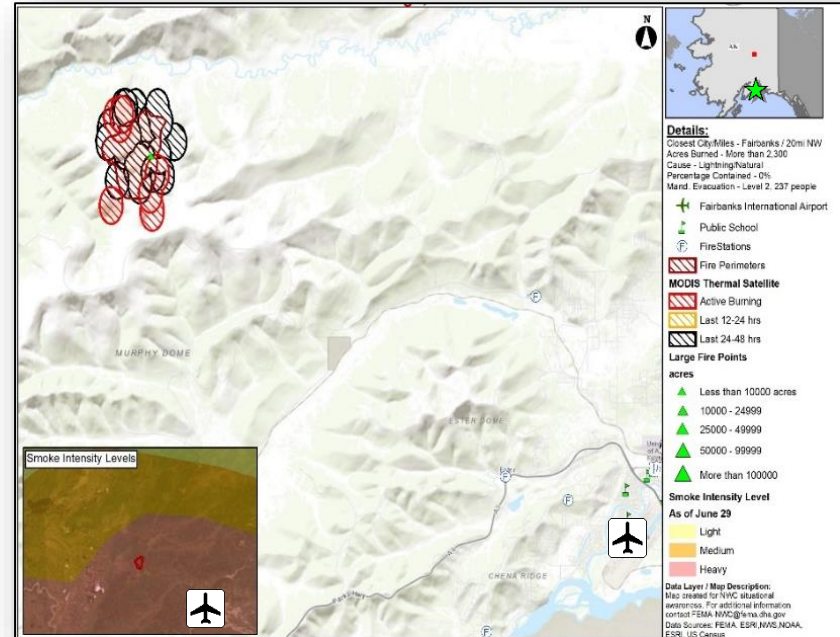 N
AK
Details:
Closest City/Miles - Fairbanks / 20mi NW
Acres Burned - More than 2,300
Cause - Lightning/Natural
Percentage Contained - 0%
Mand. Evacuation - Level 2, 237 people
Fairbanks International Airport
Public School
F FireStations
Fire Perimeters
MODIS Thermal Satellite
Active Burning
Last 12-24 hrs
Last 24-48 hrs
Large Fire Points
acres
Less than 10000 acres
10000 - 24999
25000 - 49999
50000 - 99999
More than 100000
Smoke Intensity Level
As of June 29
Light
Medium
Heavy
Data Layer / Map Description:
Map created for NWC situational
awareness. For additional information
contact FEMA-NWC@fema.dhs.gov
Data Sources: FEMA, ESRI,NWS,NOAA,
ESRI, US Census
F
MURPHY DOME
ESTER DOME
Ester
F
F
CHENA RIDGE
Parks Hwy
F
Smoke Intensity Levels